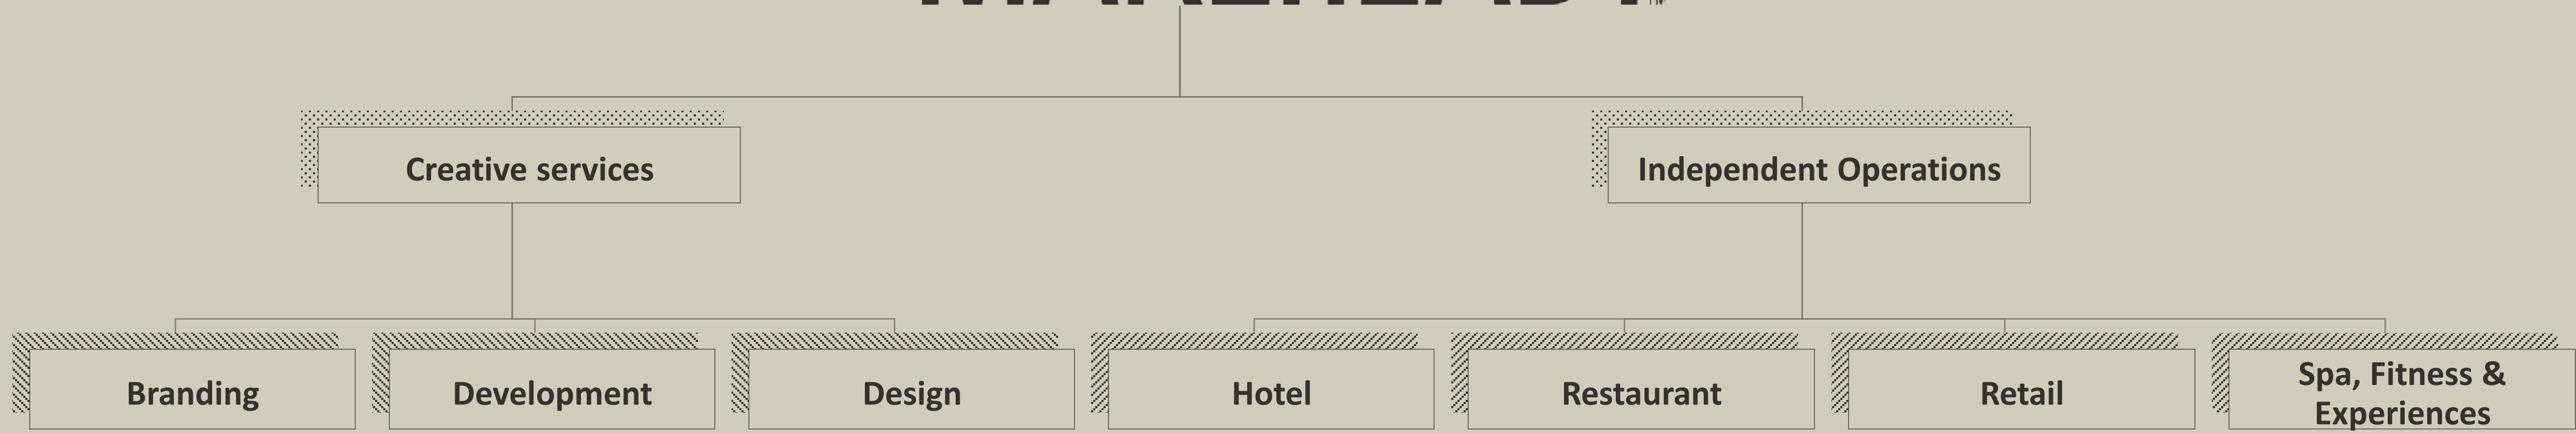 Creative services
Independent Operations
Branding
Development
Design
Hotel
Restaurant
Retail
Spa, Fitness &
Experiences